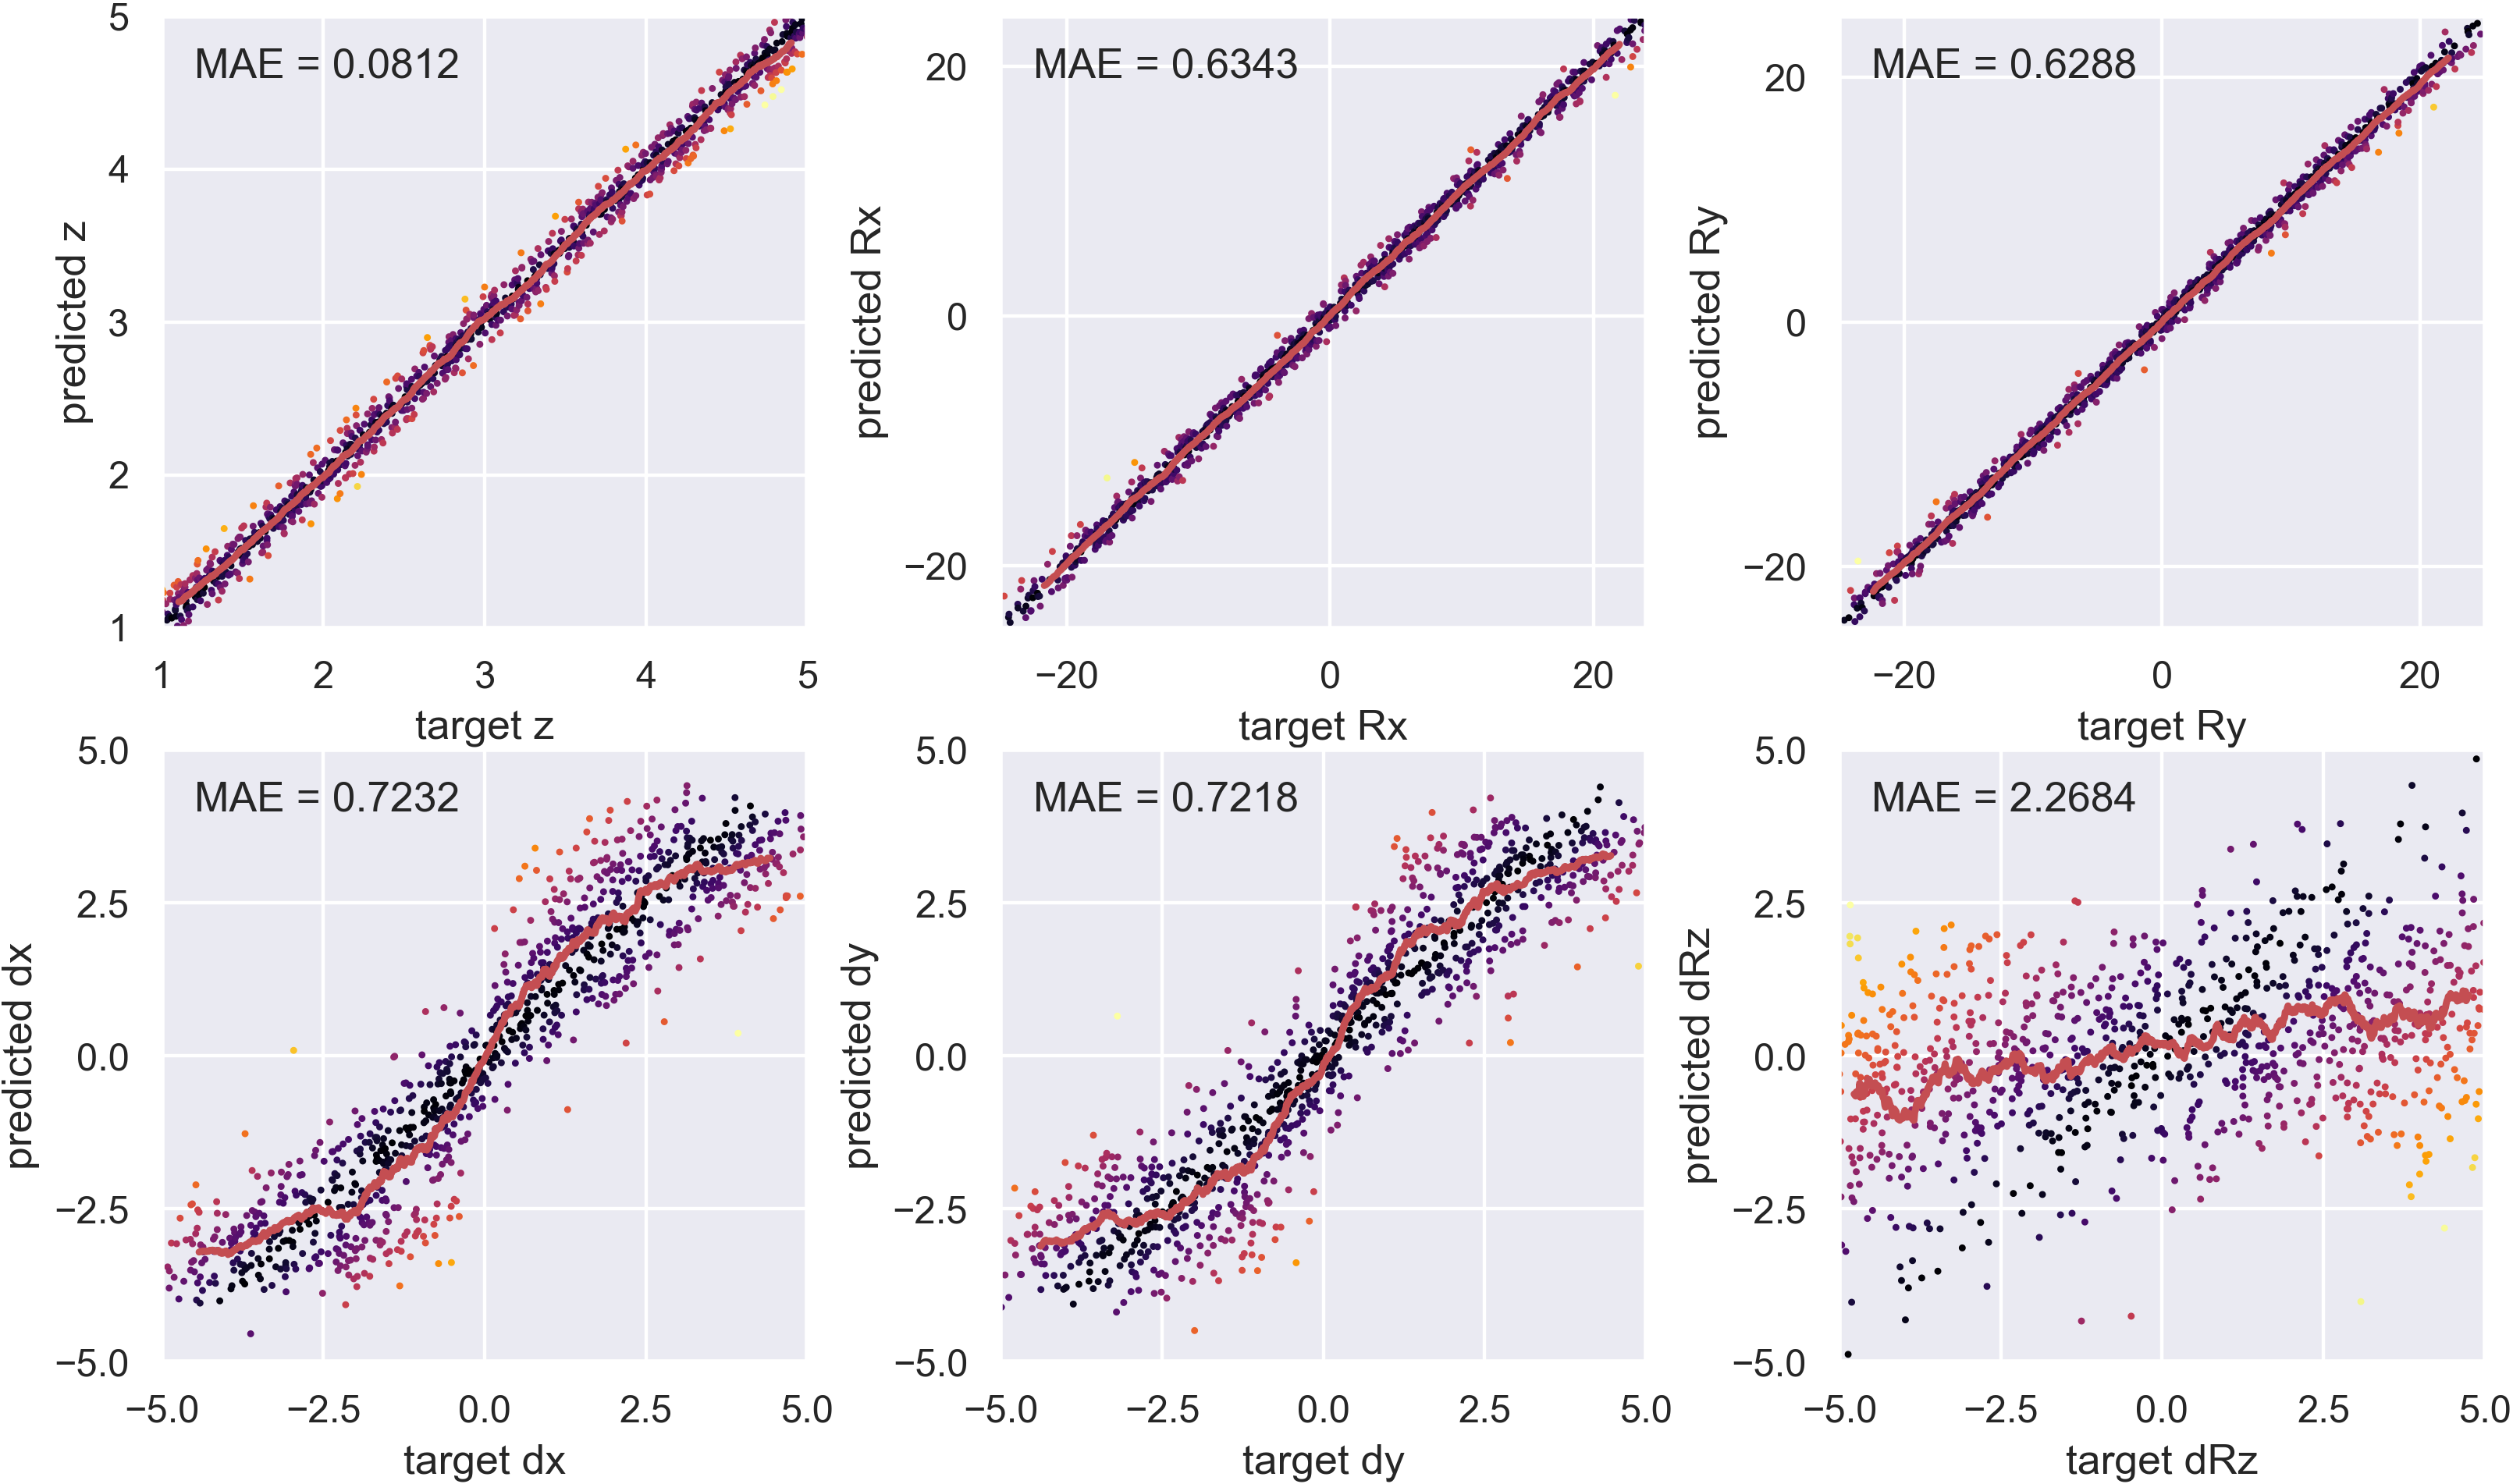 MAE = 0.0812
predicted z
5
4
3
2
1
1 2 3 4 5
target z
MAE = 0.6343
predicted Rx
20
0
−20
−20 0 20
target Rx
MAE = 0.6288
predicted Ry
20
0
−20
−20 0 20
target Ry
MAE = 0.7232
predicted dx
5.0
2.5
0.0
−2.5
−5.0
−5.0 −2.5 0.0 2.5 5.0
target dx
MAE = 0.7218
predicted dy
5.0
2.5
0.0
−2.5
−5.0
−5.0 −2.5 0.0 2.5 5.0
target dy
MAE = 2.2684
predicted dRz
5.0
2.5
0.0
−2.5
−5.0
−5.0 −2.5 0.0 2.5 5.0
target dRz